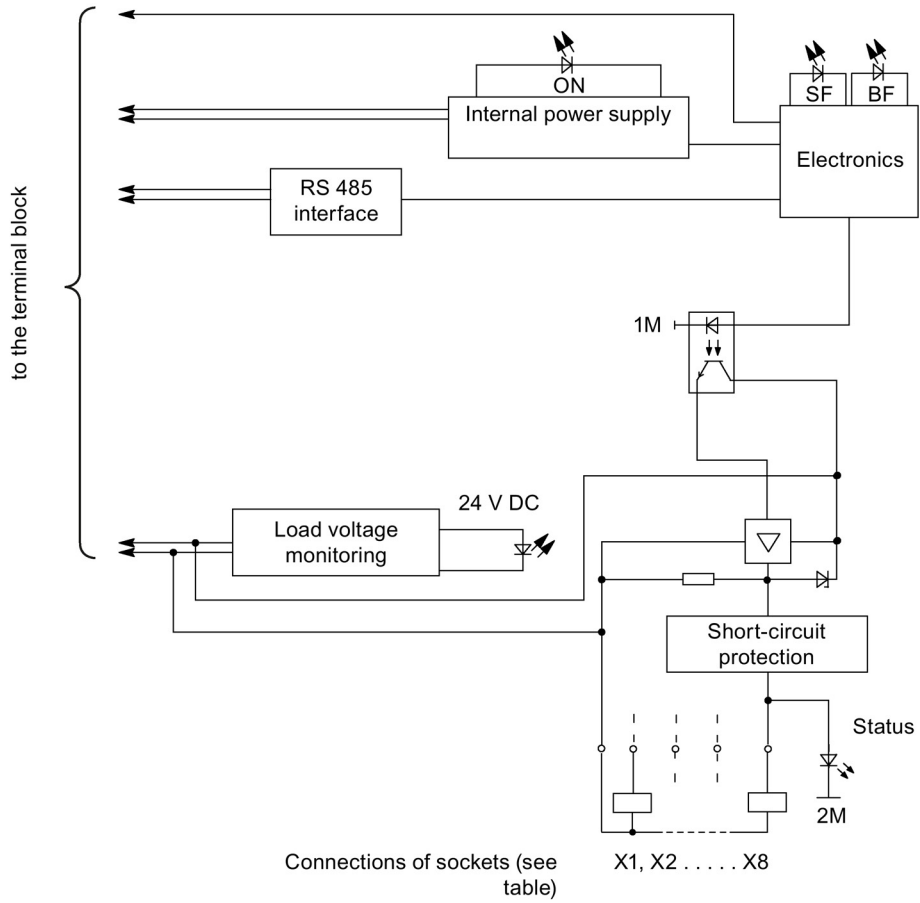 ON
SF
BF
Internal power supply
Electronics
RS 485
interface
to the terminal block
1M
24 V DC
Load voltage
monitoring
Short-circuit
protection
Status
2M
Connections of sockets (see
table)
X1, X2 . . . . . X8